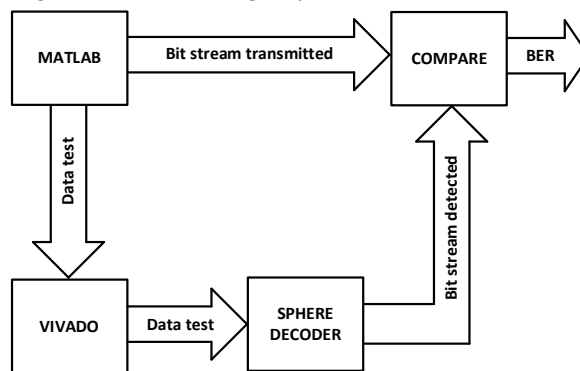 MATLAB
Bit stream transmitted
COMPARE
BER
Data test
Bit stream detected
VIVADO
Data test
SPHERE
DECODER